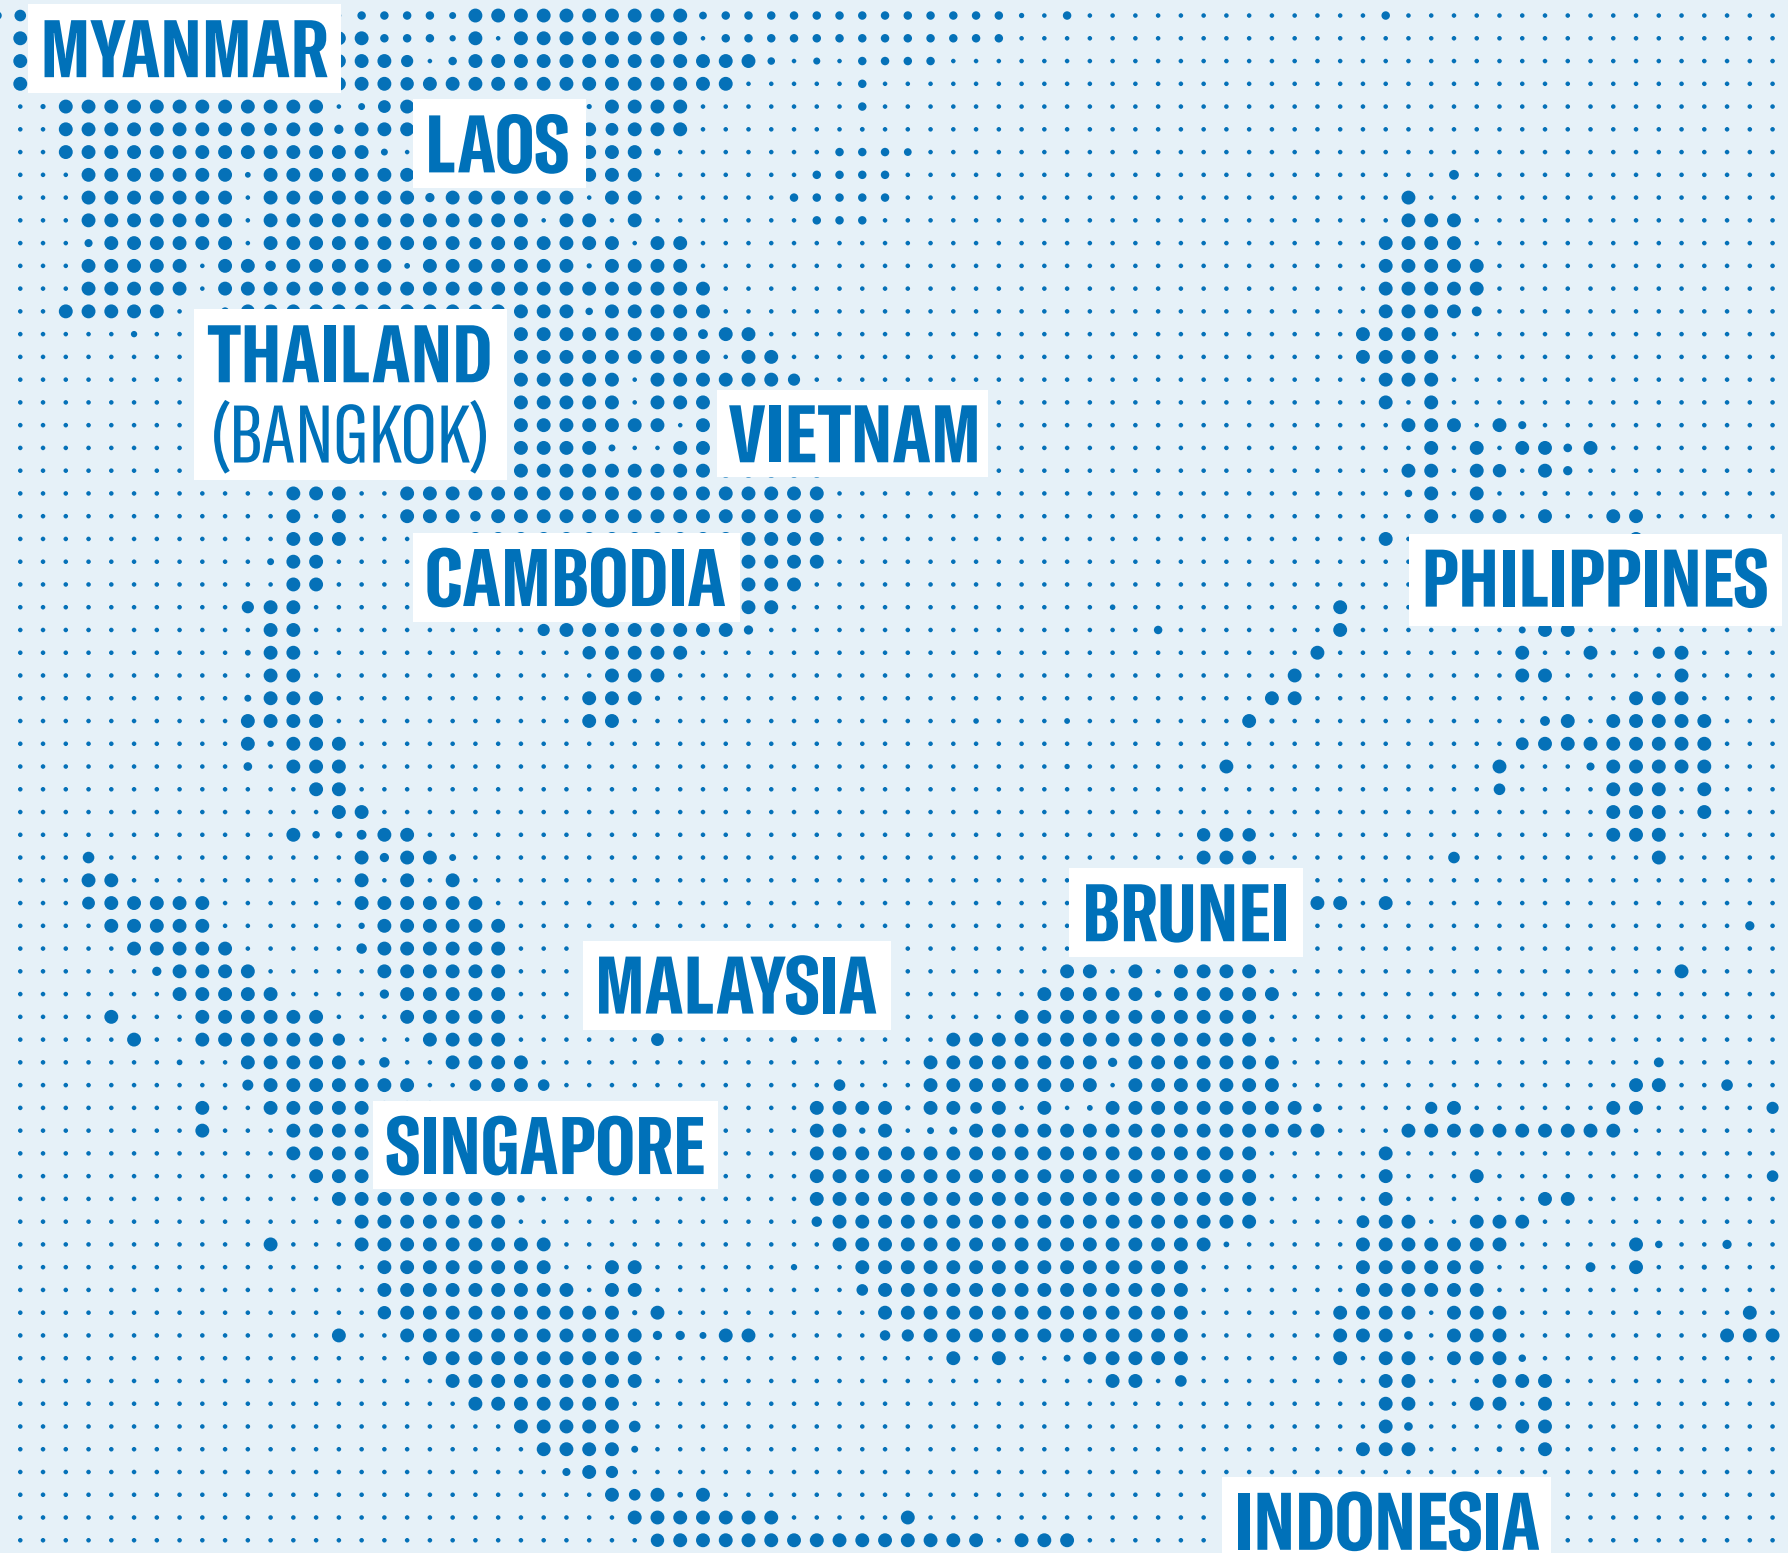 MYANMAR
LAOS
THAILAND
(BANGKOK)
VIETNAM
CAMBODIA
PHILIPPINES
BRUNEI
MALAYSIA
SINGAPORE
INDONESIA